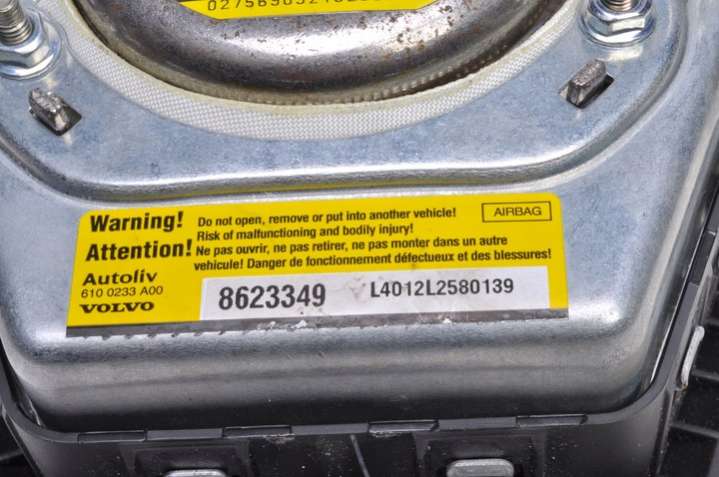 Warning!
Attention!
Do not open, remove or put into another vehicle!
Risk of malfunctioning and bodily injury!
Ne pas ouvrir, ne pas retirer, ne pas monter dans un autre
vehicule! Danger de fonctionnement défectueux et des blessures!
AIRBAG
Autoliv
610 0233 A00
VOLVO
8623349
L4012L2580139